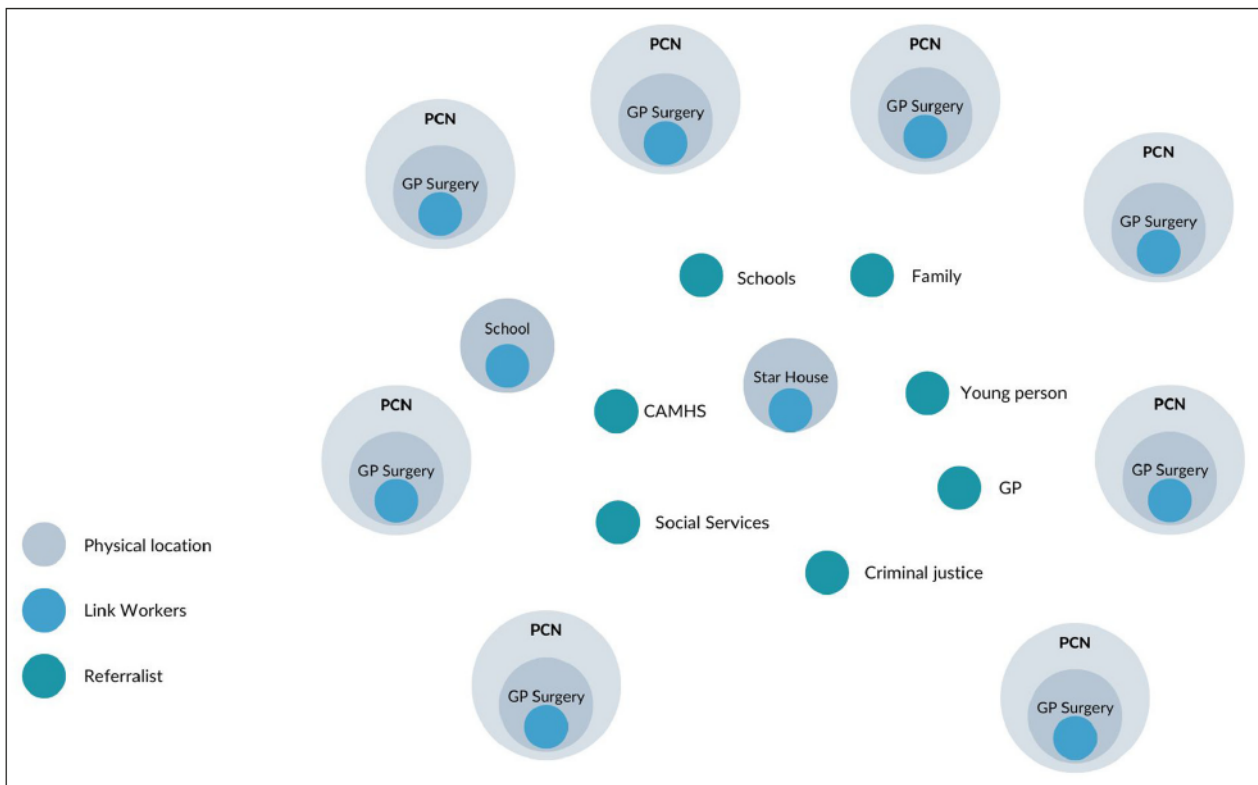 PCN
GP Surgery
PCN
GP Surgery
PCN
GP Surgery
PCN
GP Surgery
Schools
Family
School
Star House
CAMHS
Young person
PCN
GP Surgery
PCN
GP Surgery
GP
Social Services
Criminal justice
Physical location
Link Workers
Referralist
PCN
GP Surgery
PCN
GP Surgery